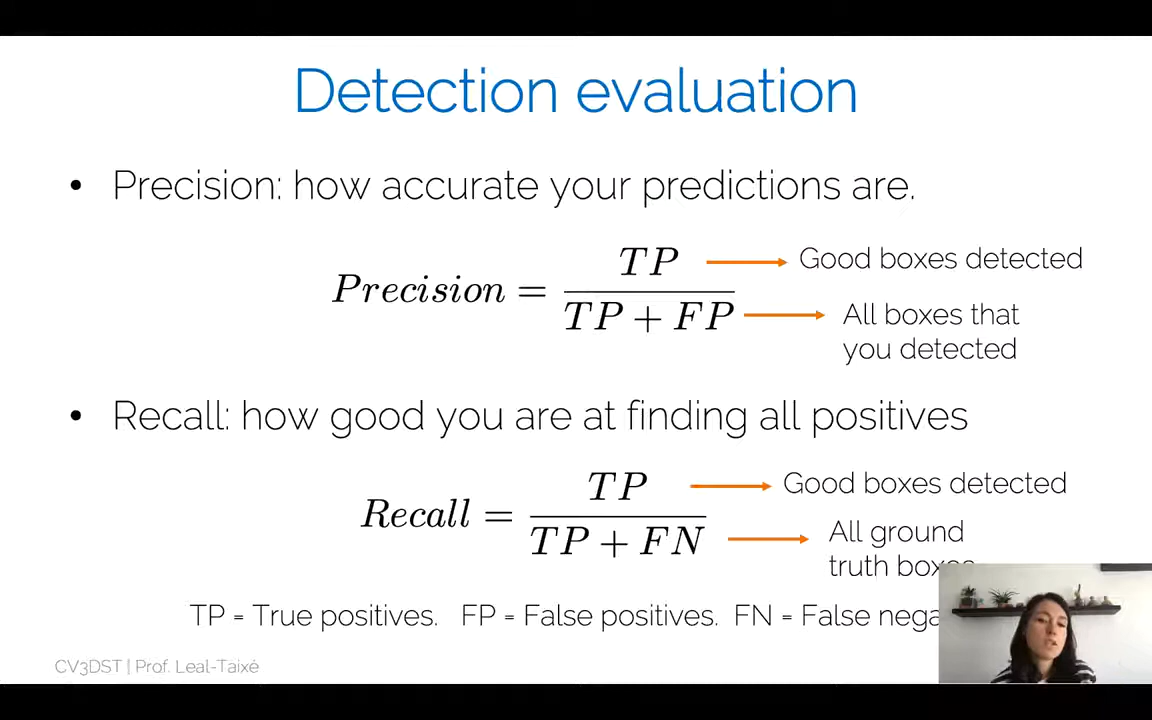 Detection evaluation
• Precision: how accurate your predictions are.
Precision = TP / (TP + FP)
Good boxes detected
All boxes that
you detected
• Recall: how good you are at finding all positives
Recall = TP / (TP + FN)
Good boxes detected
All ground
truth boxes
TP = True positives. FP = False positives. FN = False
CV3DST | Prof. Leal-Taixé